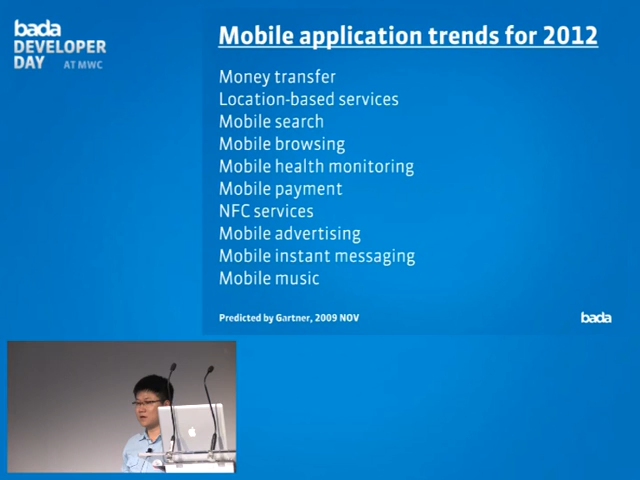 bada
DEVELOPER
DAY AT MWC
Mobile application trends for 2012
Money transfer
Location-based services
Mobile search
Mobile browsing
Mobile health monitoring
Mobile payment
NFC services
Mobile advertising
Mobile instant messaging
Mobile music
Predicted by Gartner, 2009 NOV
bada